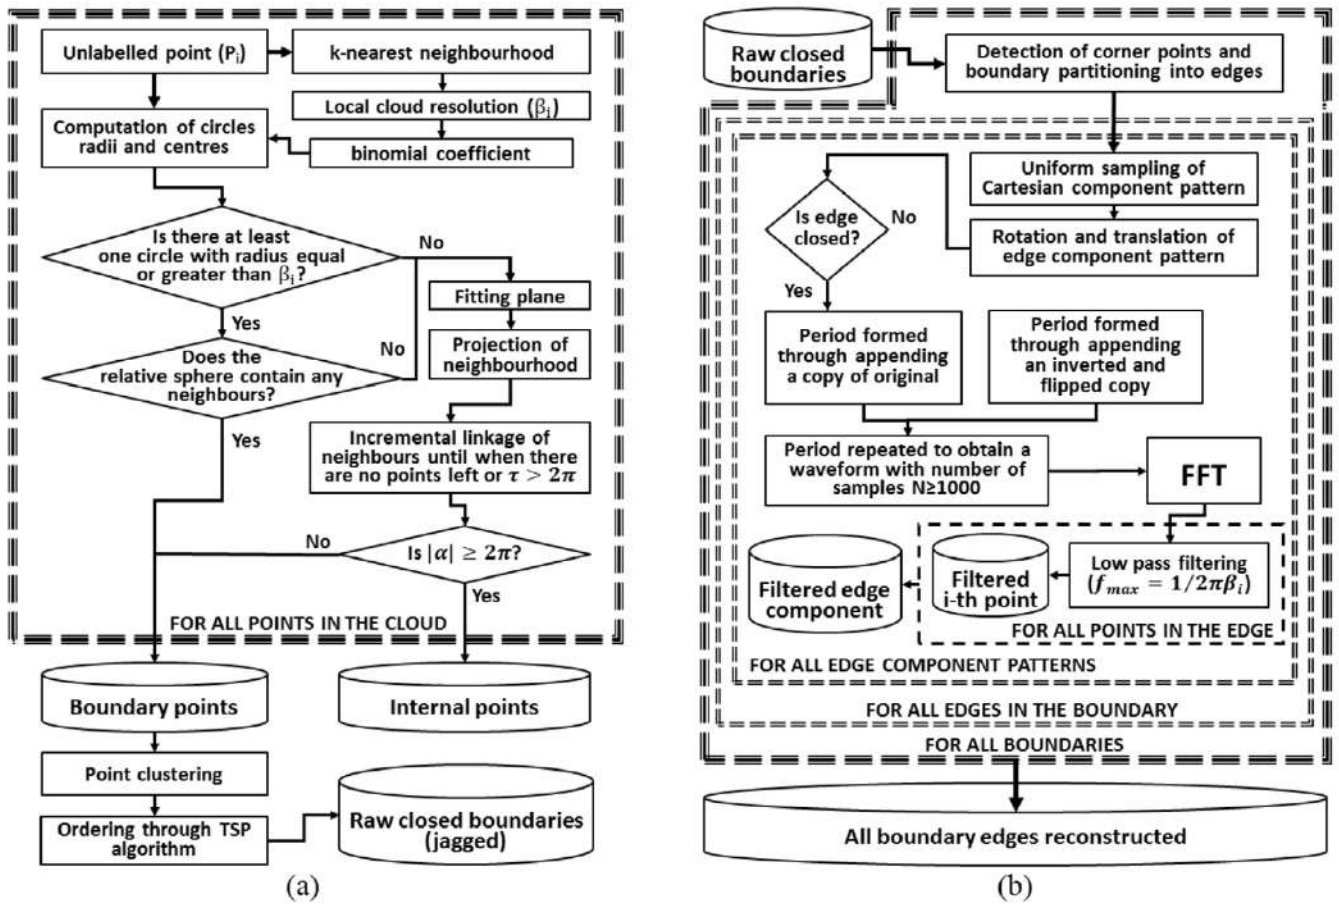 Unlabelled point (Pi)
k-nearest neighbourhood
Local cloud resolution (βi)
Computation of circles
radii and centres
binomial coefficient
Is there at least
one circle with radius equal
or greater than βi?
No
Fitting plane
Yes
Does the
relative sphere contain any
neighbours?
No
Projection of
neighbourhood
Yes
Incremental linkage of
neighbours until when there
are no points left or τ > 2π
No
Is |α| ≥ 2π?
Yes
FOR ALL POINTS IN THE CLOUD
Boundary points
Internal points
Point clustering
Ordering through TSP
algorithm
Raw closed boundaries
(jagged)
(a)
Raw closed
boundaries
Detection of corner points and
boundary partitioning into edges
Uniform sampling of
Cartesian component pattern
Is edge
closed?
No
Rotation and translation of
edge component pattern
Yes
Period formed
through appending
a copy of original
Period formed
through appending
an inverted and
flipped copy
Period repeated to obtain a
waveform with number of
samples N≥1000
FFT
Low pass filtering
(fmax = 1/2πβi)
Filtered
i-th point
Filtered edge
component
FOR ALL POINTS IN THE EDGE
FOR ALL EDGE COMPONENT PATTERNS
FOR ALL EDGES IN THE BOUNDARY
FOR ALL BOUNDARIES
All boundary edges reconstructed
(b)